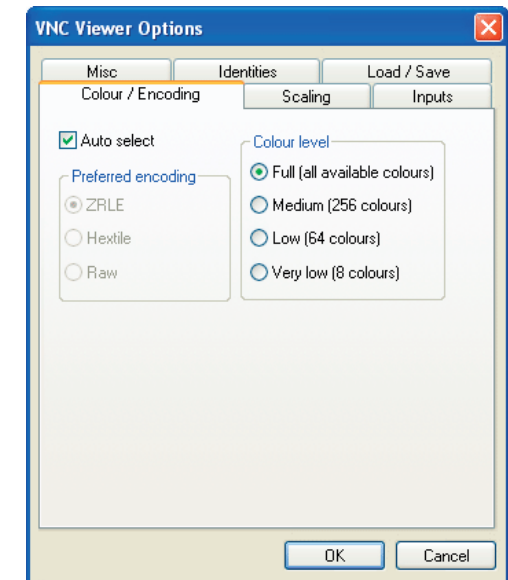 VNC Viewer Options
Misc
Identities
Load / Save
Colour / Encoding
Scaling
Inputs
Auto select
Preferred encoding
ZRLE
Hextile
Raw
Colour level
Full (all available colours)
Medium (256 colours)
Low (64 colours)
Very low (8 colours)
OK
Cancel